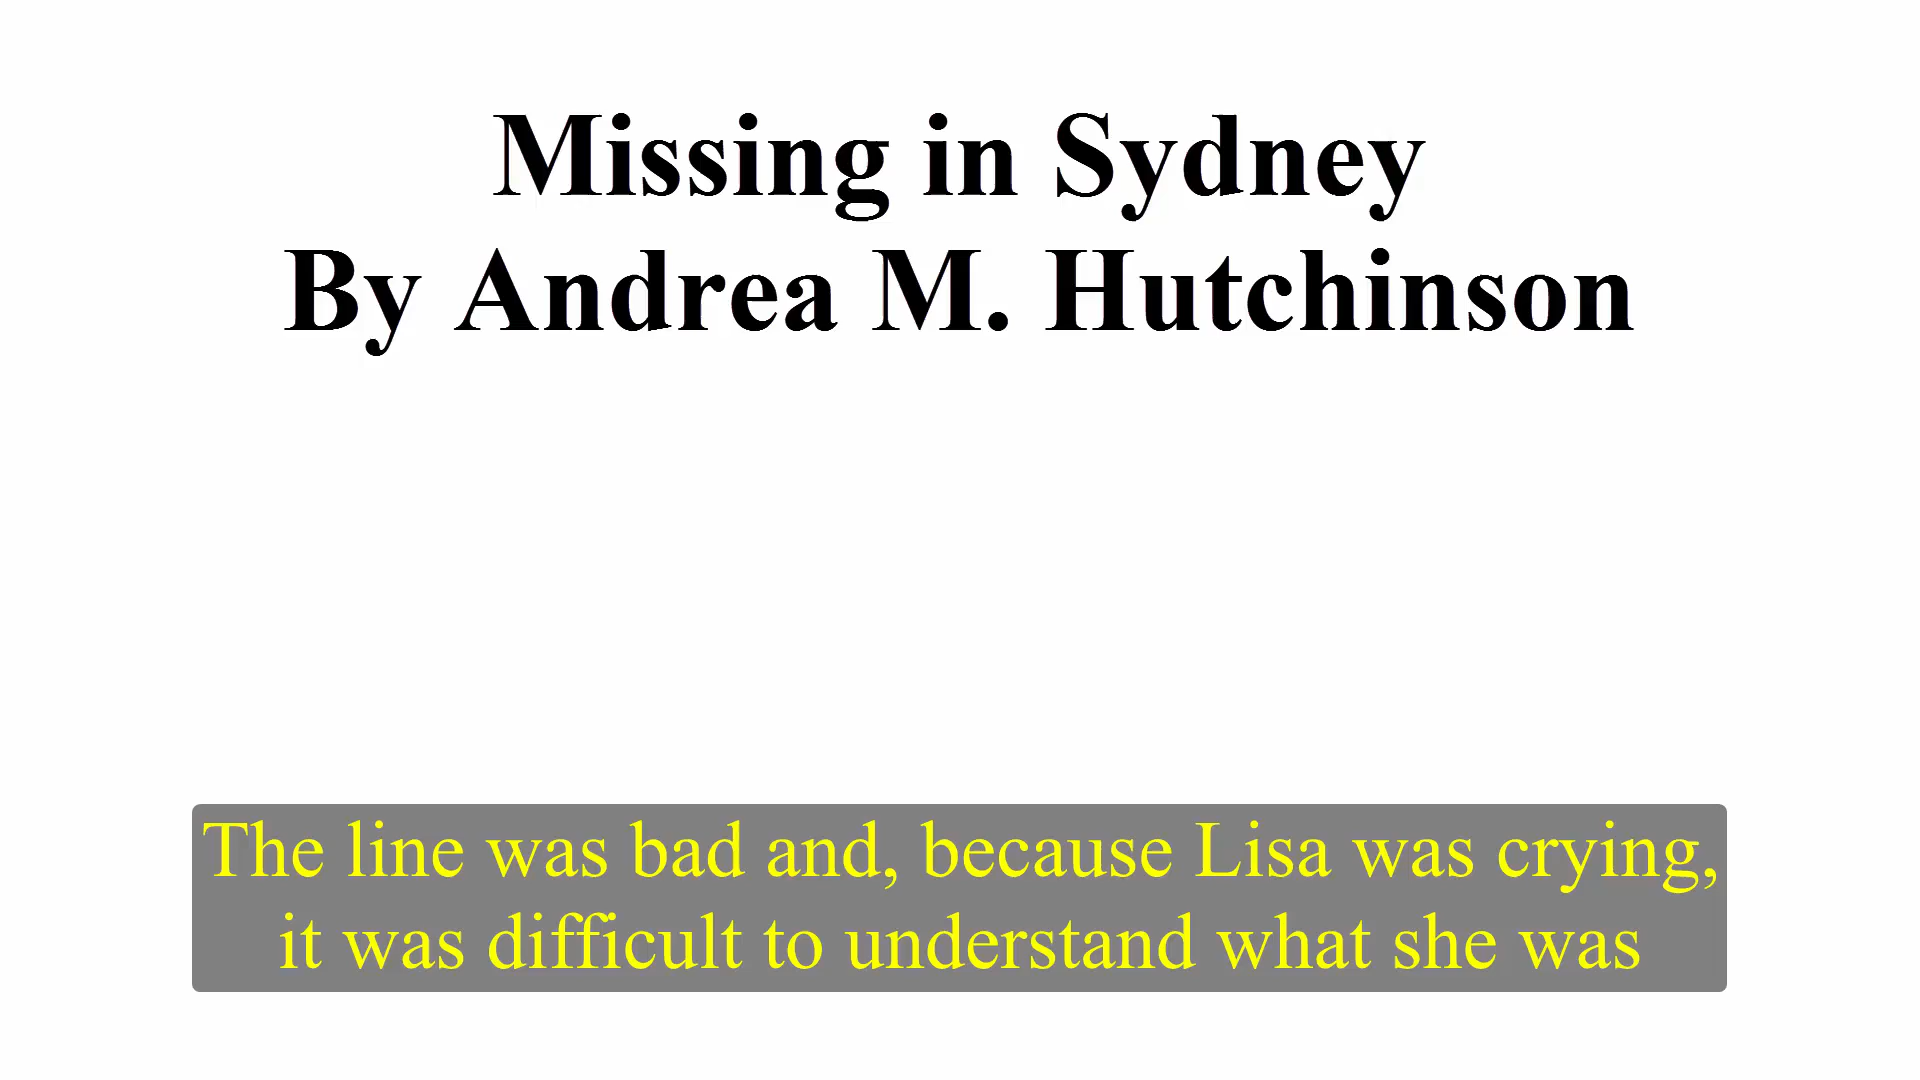 Missing in Sydney
By Andrea M. Hutchinson
The line was bad and, because Lisa was crying,
it was difficult to understand what she was